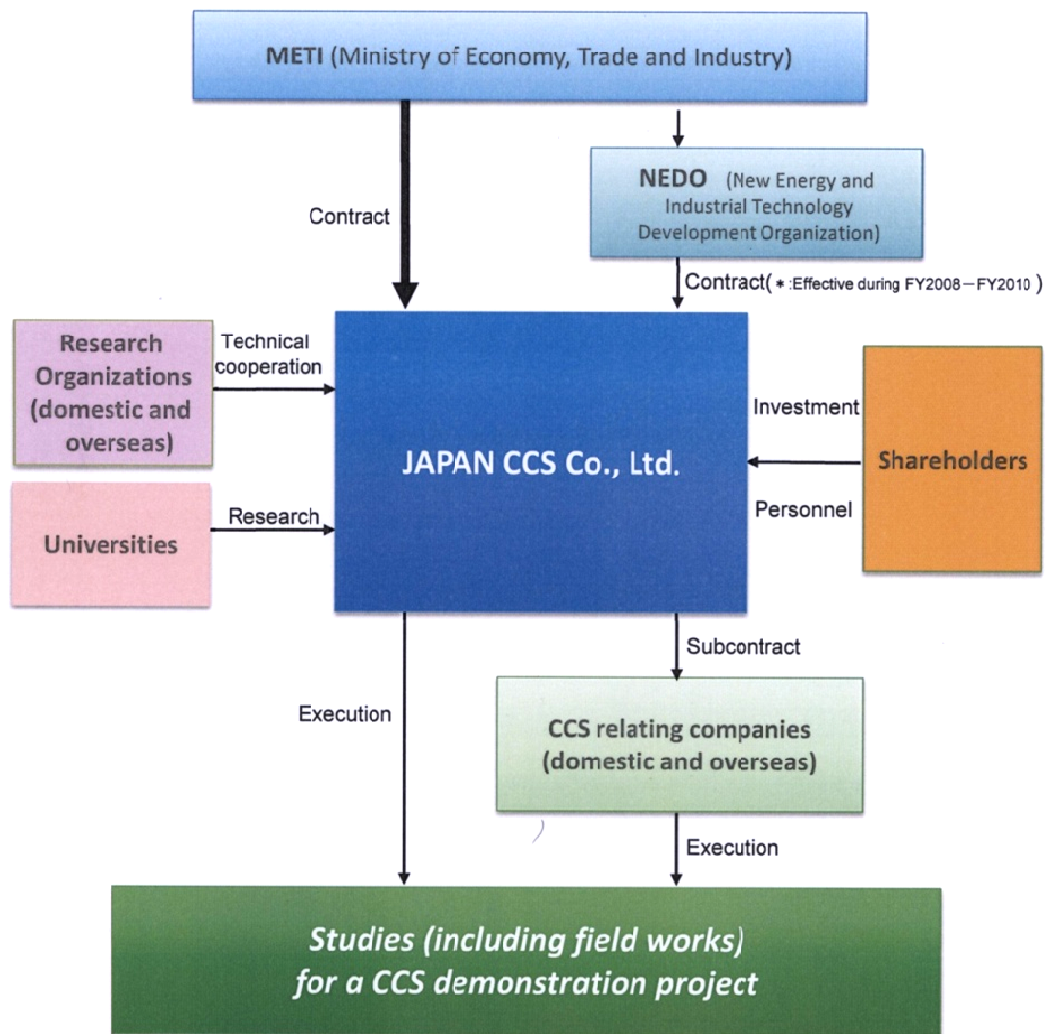 METI (Ministry of Economy, Trade and Industry)
NEDO (New Energy and
Industrial Technology
Development Organization)
Contract
Contract(*:Effective during FY2008－FY2010)
Research
Organizations
(domestic and
overseas)
Technical
cooperation
Investment
JAPAN CCS Co., Ltd.
Shareholders
Personnel
Universities
Research
Subcontract
Execution
CCS relating companies
(domestic and overseas)
Execution
Studies (including field works)
for a CCS demonstration project